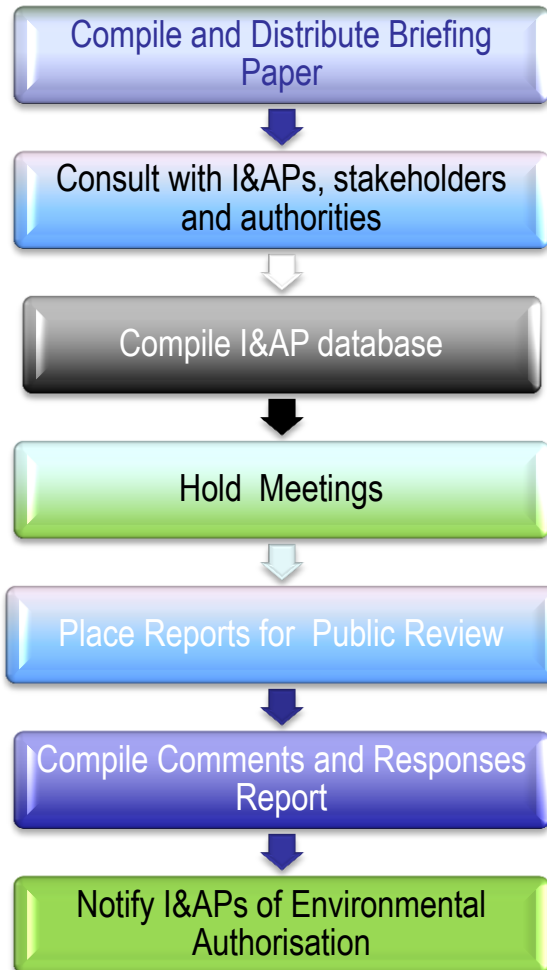 Compile and Distribute Briefing
Paper
Consult with I&APs, stakeholders
and authorities
Compile I&AP database
Hold Meetings
Place Reports for Public Review
Compile Comments and Responses
Report
Notify I&APs of Environmental
Authorisation